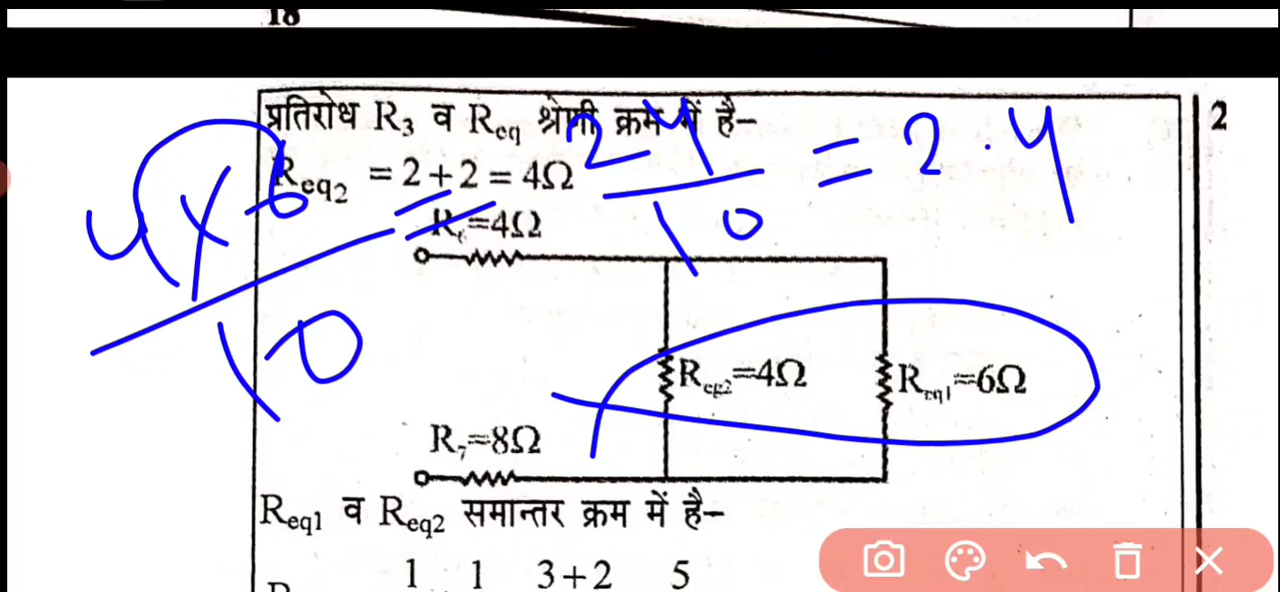 18
प्रतिरोध R3 व Req श्रेणी क्रम में है–
2
Req2 = 2 + 2 = 4Ω
24/10 = 2.4
4×6/10
R6=4Ω
Req2=4Ω
Req1=6Ω
R7=8Ω
Req1 व Req2 समान्तर क्रम में है–
1 1 3+2 5